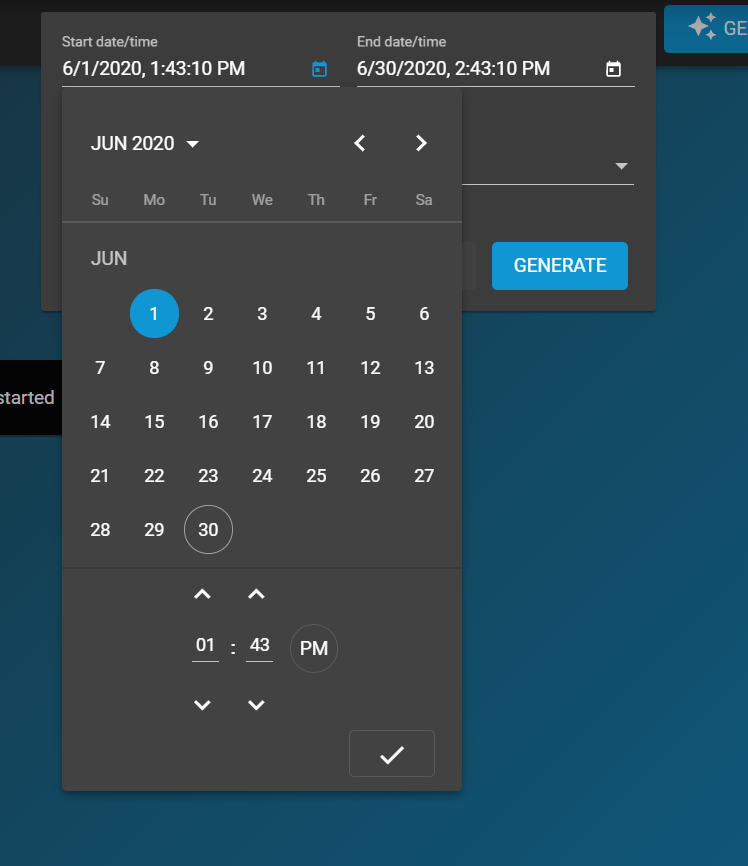 GE
Start date/time End date/time
6/1/2020, 1:43:10 PM 6/30/2020, 2:43:10 PM
JUN 2020
Su Mo Tu We Th Fr Sa
JUN
GENERATE
1 2 3 4 5 6
7 8 9 10 11 12 13
started
14 15 16 17 18 19 20
21 22 23 24 25 26 27
28 29 30
01 : 43 PM